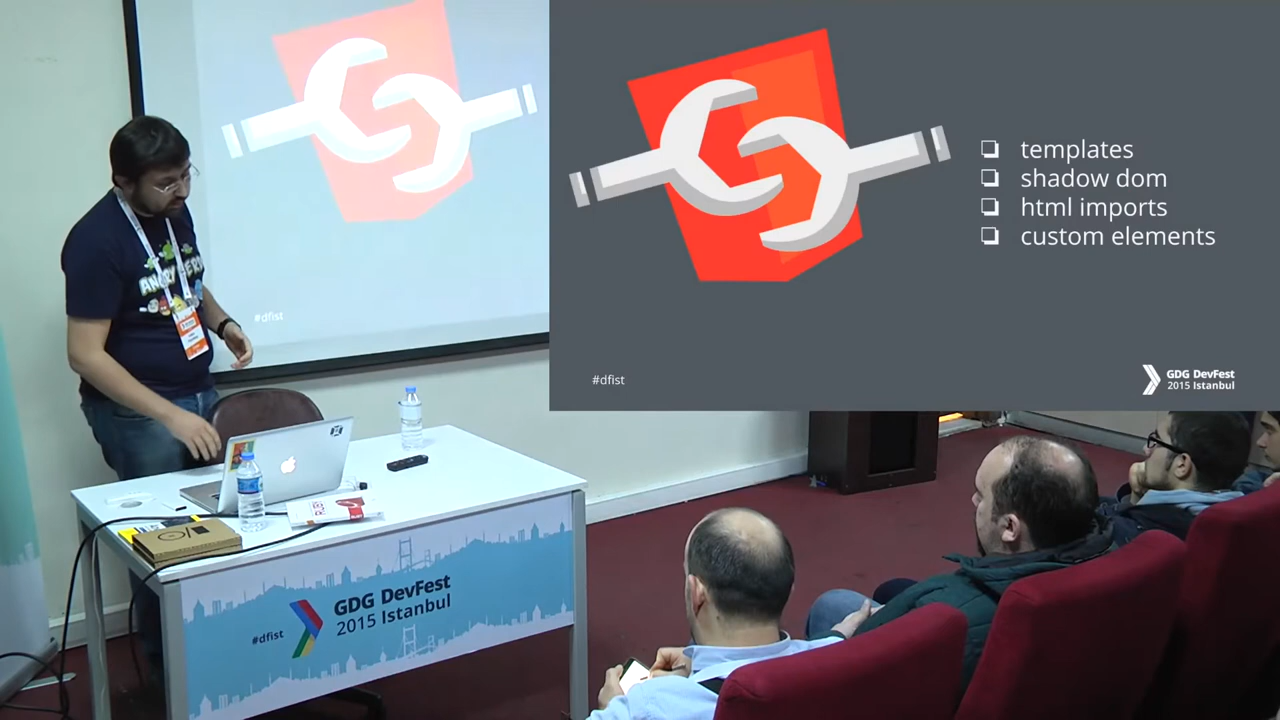 templates
shadow dom
html imports
custom elements
#dfist
GDG DevFest
2015 Istanbul
#dfist
#dfist
GDG DevFest
2015 Istanbul